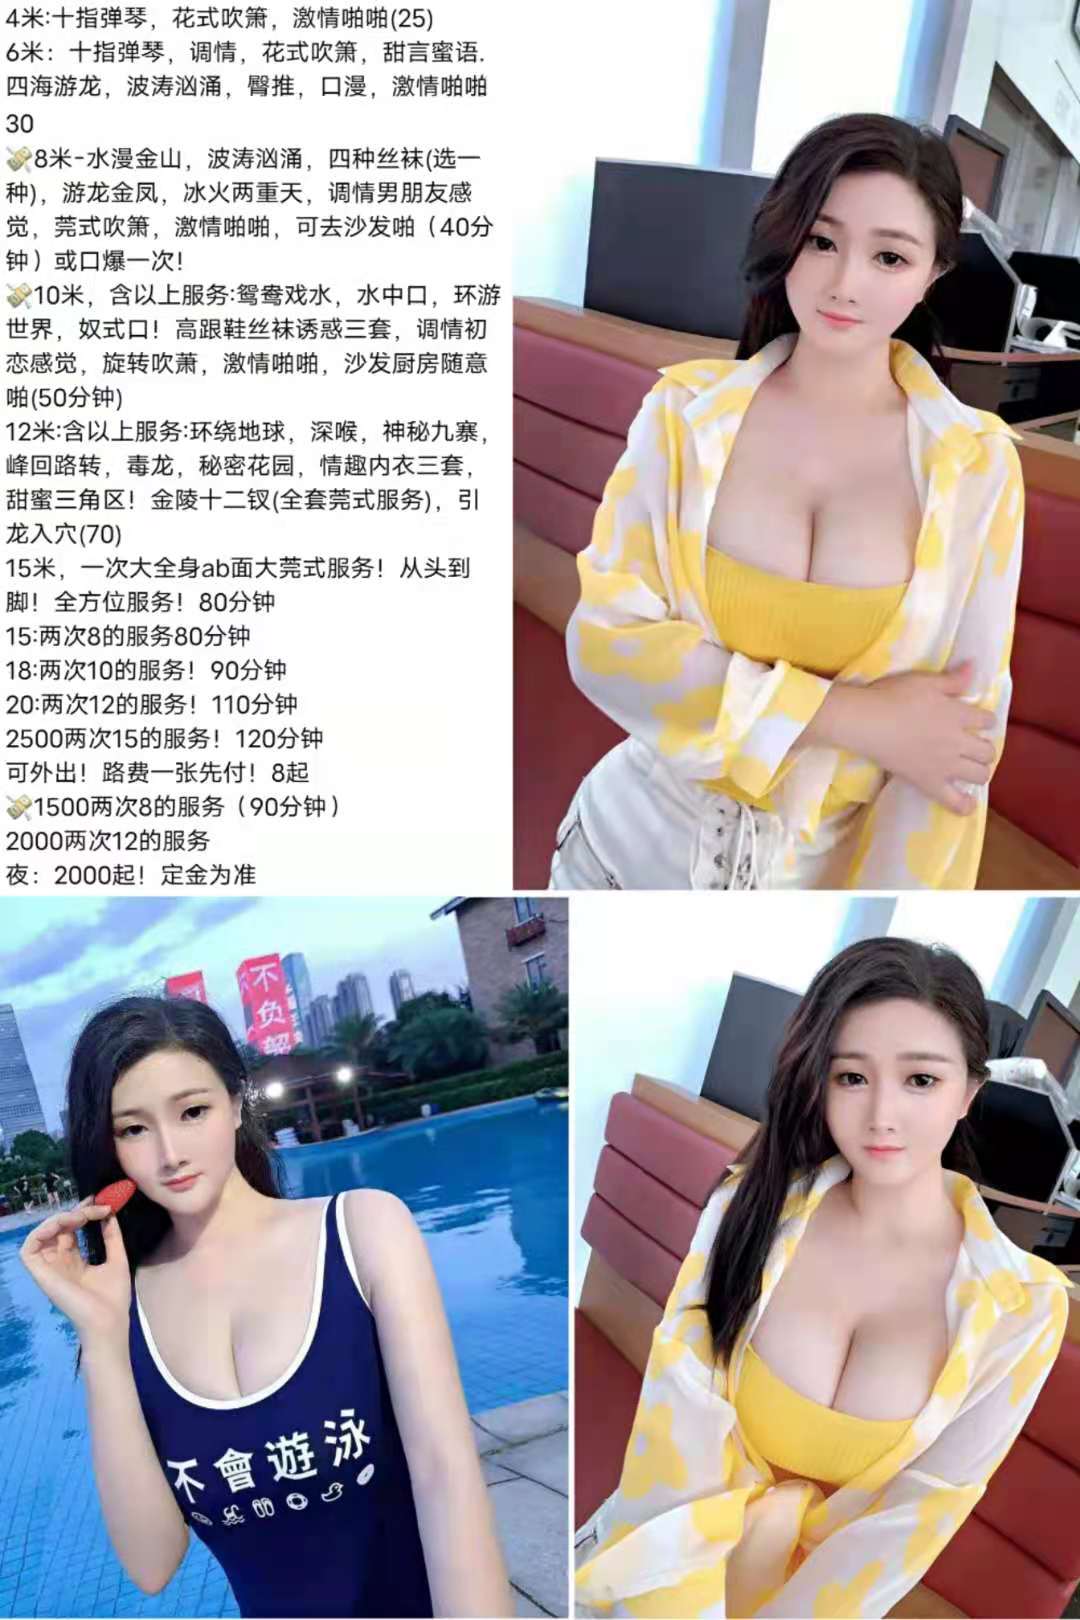 4米:十指弹琴，花式吹箫，激情啪啪(25)
6米：十指弹琴，调情，花式吹箫，甜言蜜语.
四海游龙，波涛汹涌，臀推，口漫，激情啪啪
30
💸8米-水漫金山，波涛汹涌，四种丝袜(选一
种)，游龙金凤，冰火两重天，调情男朋友感
觉，莞式吹箫，激情啪啪，可去沙发啪（40分
钟）或口爆一次！
💸10米，含以上服务:鸳鸯戏水，水中口，环游
世界，奴式口！高跟鞋丝袜诱惑三套，调情初
恋感觉，旋转吹萧，激情啪啪，沙发厨房随意
啪(50分钟)
12米:含以上服务:环绕地球，深喉，神秘九寨，
峰回路转，毒龙，秘密花园，情趣内衣三套，
甜蜜三角区！金陵十二钗(全套莞式服务)，引
龙入穴(70)
15米，一次大全身ab面大莞式服务！从头到
脚！全方位服务！80分钟
15:两次8的服务80分钟
18:两次10的服务！90分钟
20:两次12的服务！110分钟
2500两次15的服务！120分钟
可外出！路费一张先付！8起
💸1500两次8的服务（90分钟）
2000两次12的服务
夜：2000起！定金为准
不负
不會遊泳